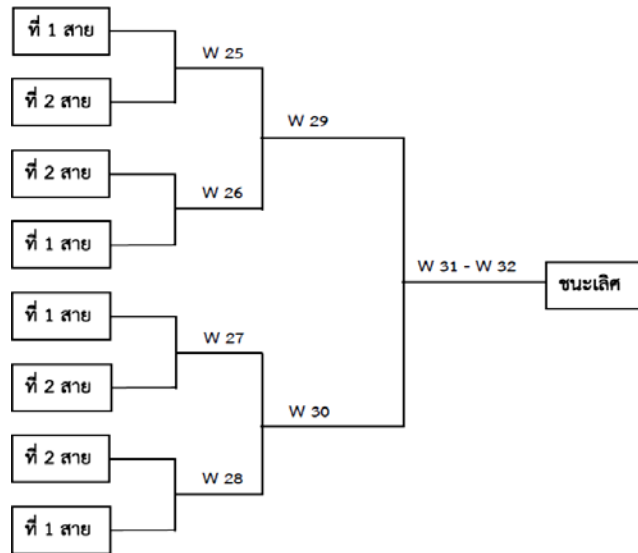 ที่ 1 สาย
W 25
ที่ 2 สาย
W 29
ที่ 2 สาย
W 26
ที่ 1 สาย
W 31 - W 32
ชนะเลิศ
ที่ 1 สาย
W 27
ที่ 2 สาย
W 30
ที่ 2 สาย
W 28
ที่ 1 สาย